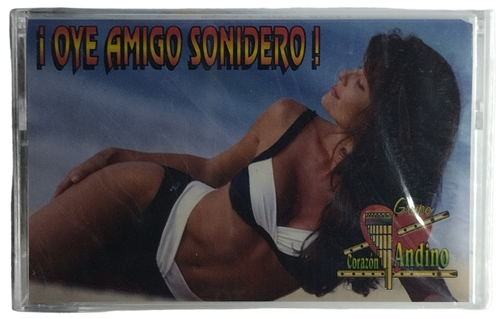 ¡ OYE AMIGO SONIDERO !
Grupo
Corazón Andino